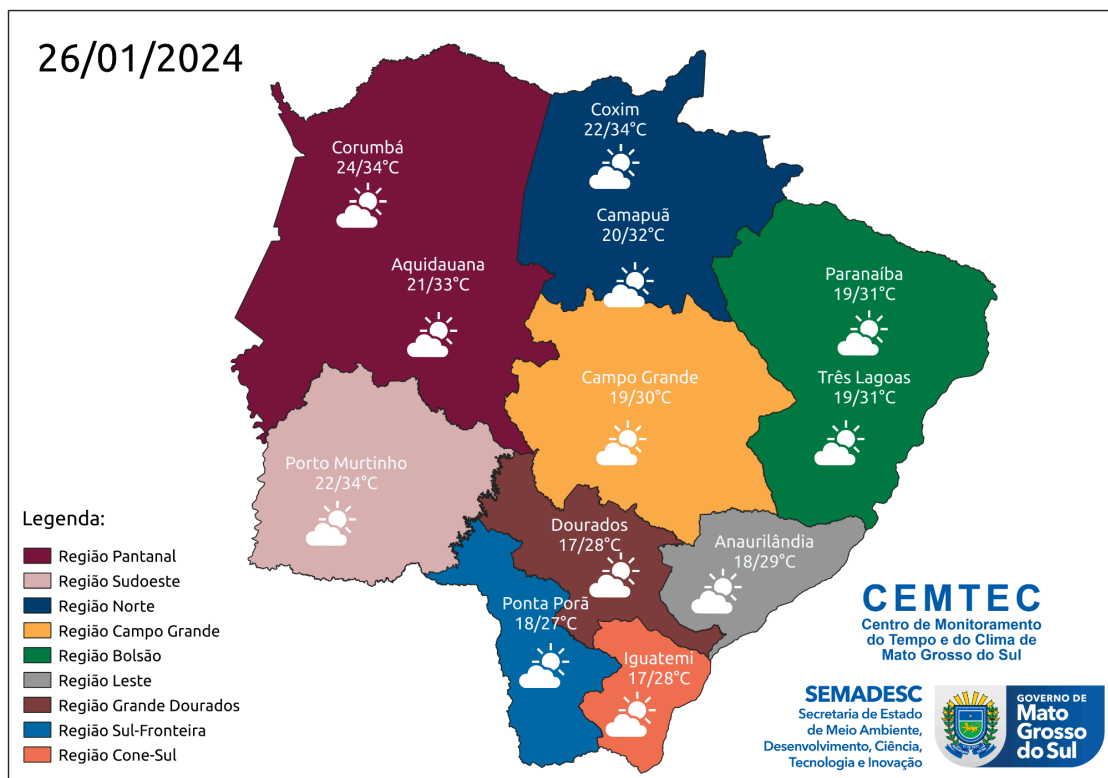 26/01/2024
Coxim
22/34°C
Corumbá
24/34°C
Camapuã
20/32°C
Aquidauana
21/33°C
Paranaíba
19/31°C
Campo Grande
19/30°C
Três Lagoas
19/31°C
Porto Murtinho
22/34°C
Dourados
17/28°C
Anaurilândia
18/29°C
Ponta Porã
18/27°C
Iguatemi
17/28°C
Legenda:
Região Pantanal
Região Sudoeste
Região Norte
Região Campo Grande
Região Bolsão
Região Leste
Região Grande Dourados
Região Sul-Fronteira
Região Cone-Sul
CEMTEC
Centro de Monitoramento
do Tempo e do Clima de
Mato Grosso do Sul
SEMADESC
Secretaria de Estado
de Meio Ambiente,
Desenvolvimento, Ciência,
Tecnologia e Inovação
GOVERNO DE
Mato
Grosso
do Sul